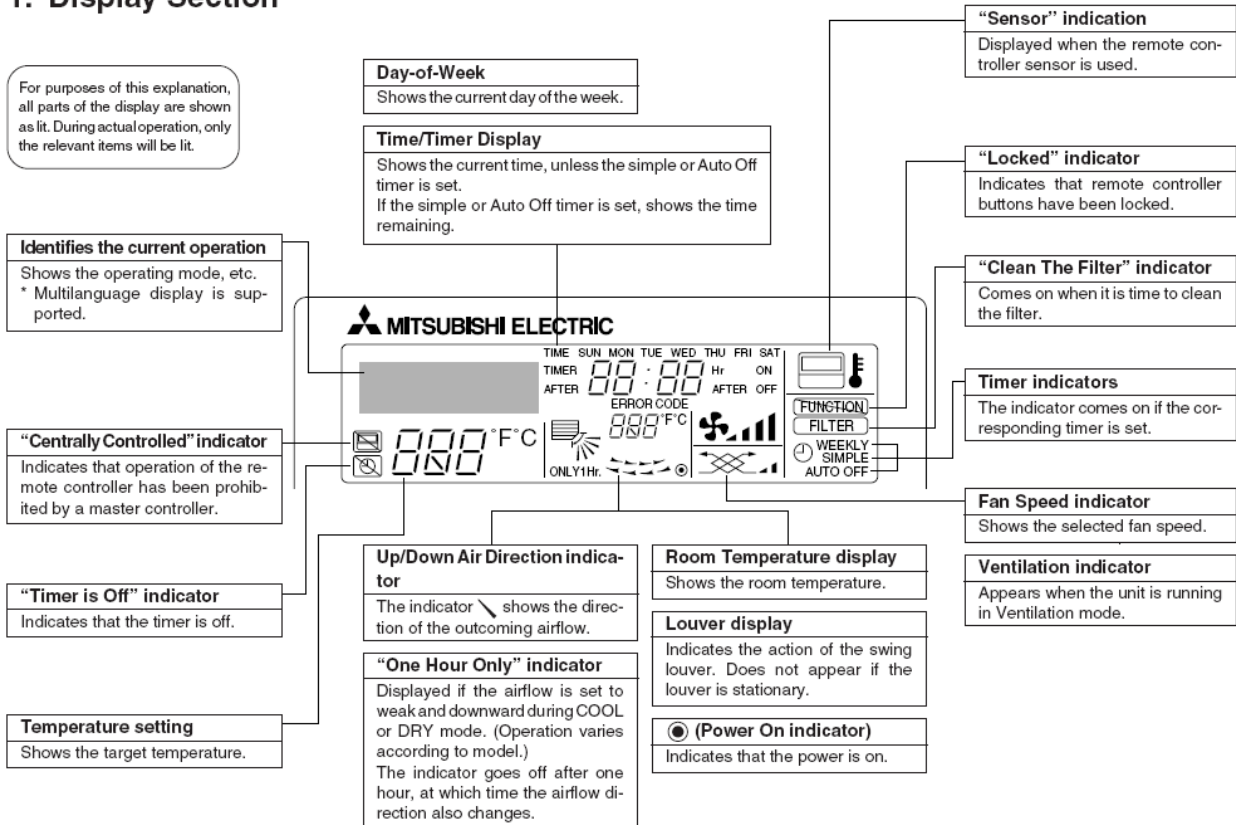 1. Display Section
For purposes of this explanation,
all parts of the display are shown
as lit. During actual operation, only
the relevant items will be lit.
Day-of-Week
Shows the current day of the week.
Time/Timer Display
Shows the current time, unless the simple or Auto Off
timer is set.
If the simple or Auto Off timer is set, shows the time
remaining.
“Sensor” indication
Displayed when the remote con-
troller sensor is used.
“Locked” indicator
Indicates that remote controller
buttons have been locked.
“Clean The Filter” indicator
Comes on when it is time to clean
the filter.
Timer indicators
The indicator comes on if the cor-
responding timer is set.
Fan Speed indicator
Shows the selected fan speed.
Ventilation indicator
Appears when the unit is running
in Ventilation mode.
Identifies the current operation
Shows the operating mode, etc.
* Multilanguage display is sup-
ported.
“Centrally Controlled” indicator
Indicates that operation of the re-
mote controller has been prohib-
ited by a master controller.
“Timer is Off” indicator
Indicates that the timer is off.
Temperature setting
Shows the target temperature.
MITSUBISHI ELECTRIC
TIME SUN MON TUE WED THU FRI SAT
TIMER 88:88 Hr ON
AFTER AFTER OFF
ERROR CODE
°F°C
°F°C
ONLY1Hr.
FUNCTION
FILTER
WEEKLY
SIMPLE
AUTO OFF
Up/Down Air Direction indica-
tor
The indicator shows the direc-
tion of the outcoming airflow.
“One Hour Only” indicator
Displayed if the airflow is set to
weak and downward during COOL
or DRY mode. (Operation varies
according to model.)
The indicator goes off after one
hour, at which time the airflow di-
rection also changes.
Room Temperature display
Shows the room temperature.
Louver display
Indicates the action of the swing
louver. Does not appear if the
louver is stationary.
(Power On indicator)
Indicates that the power is on.